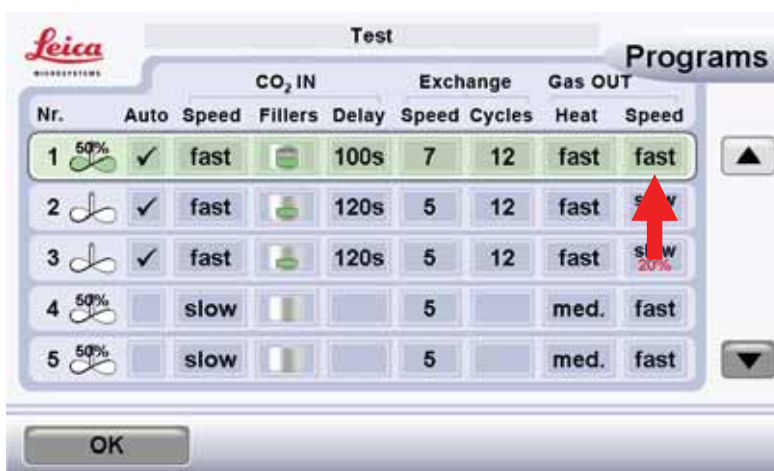 Leica
MICROSYSTEMS
Test
Programs
CO₂ IN Exchange Gas OUT
Nr. Auto Speed Fillers Delay Speed Cycles Heat Speed
1 50% ✓ fast 100s 7 12 fast fast
2 ✓ fast 120s 5 12 fast
3 ✓ fast 120s 5 12 fast slow
20%
4 50% slow 5 med. fast
5 50% slow 5 med. fast
OK